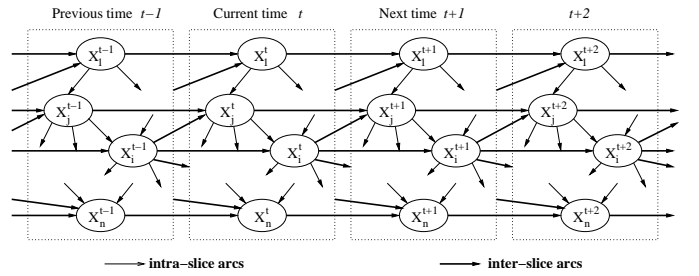 Previous time t−1 Current time t Next time t+1 t+2
X₁ᵗ⁻¹ X₁ᵗ X₁ᵗ⁺¹ X₁ᵗ⁺²
Xⱼᵗ⁻¹ Xⱼᵗ Xⱼᵗ⁺¹ Xⱼᵗ⁺²
Xᵢᵗ⁻¹ Xᵢᵗ Xᵢᵗ⁺¹ Xᵢᵗ⁺²
Xₙᵗ⁻¹ Xₙᵗ Xₙᵗ⁺¹ Xₙᵗ⁺²
intra−slice arcs inter−slice arcs